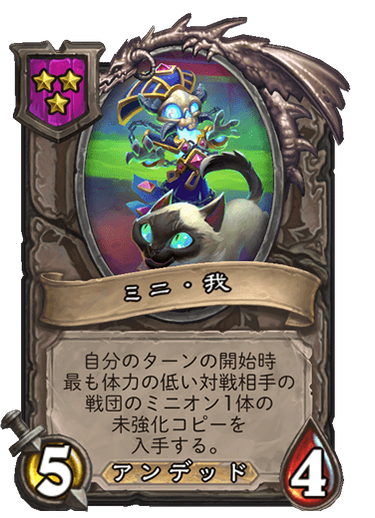 ミニ・我
自分のターンの開始時
最も体力の低い対戦相手の
戦団のミニオン1体の
未強化コピーを
入手する。
5
アンデッド
4